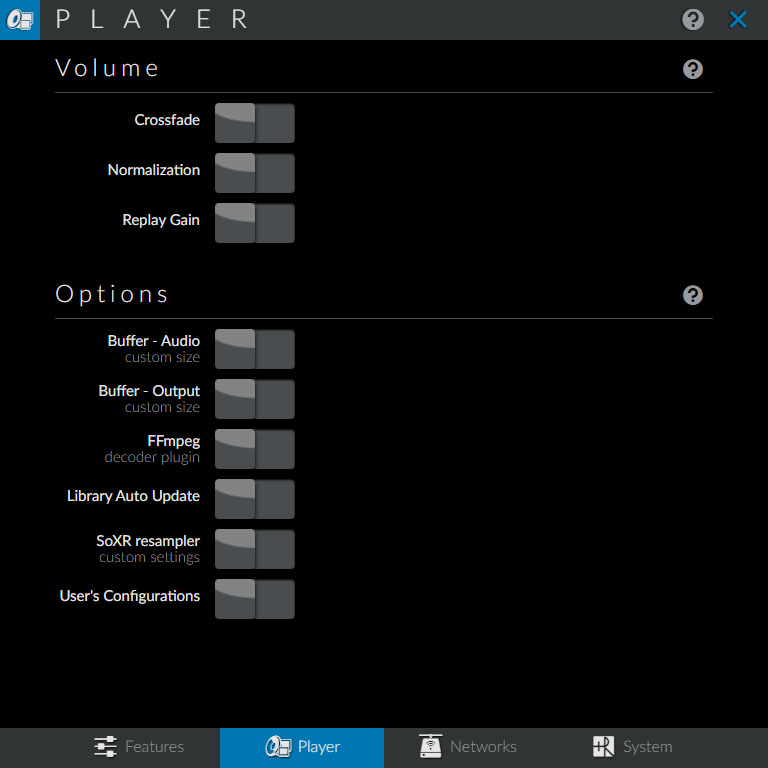 PLAYER
Volume
Crossfade
Normalization
Replay Gain
Options
Buffer - Audio
custom size
Buffer - Output
custom size
FFmpeg
decoder plugin
Library Auto Update
SoXR resampler
custom settings
User's Configurations
Features Player Networks System